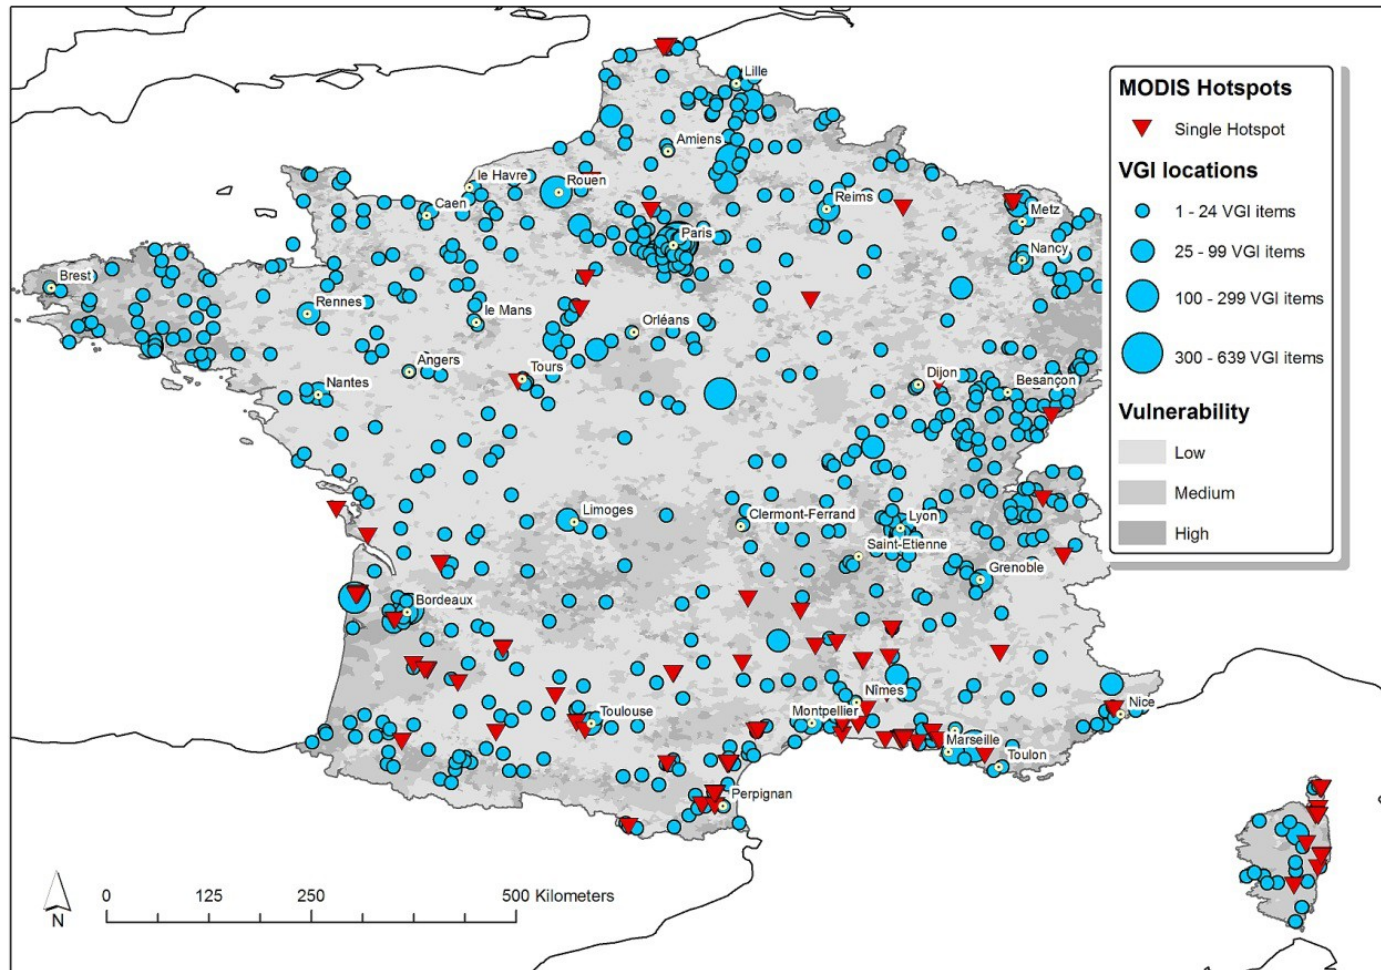 MODIS Hotspots
Single Hotspot
VGI locations
1 - 24 VGI items
25 - 99 VGI items
100 - 299 VGI items
300 - 639 VGI items
Vulnerability
Low
Medium
High
Lille
Amiens
le Havre
Rouen
Caen
Reims
Metz
Paris
Nancy
Brest
Rennes
le Mans
Orléans
Angers
Tours
Dijon
Besançon
Nantes
Limoges
Clermont-Ferrand
Lyon
Saint-Etienne
Grenoble
Bordeaux
Nîmes
Toulouse
Montpellier
Nice
Marseille
Toulon
Perpignan
N
0 125 250 500 Kilometers